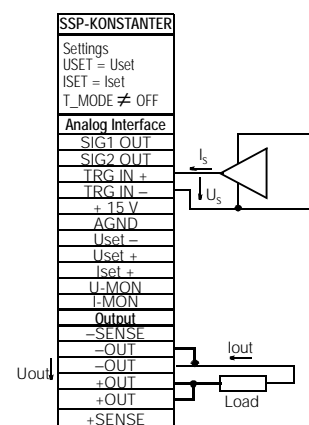 SSP-KONSTANTER
Settings
USET = Uset
ISET = Iset
T_MODE ≠ OFF
Analog Interface
SIG1 OUT
SIG2 OUT
TRG IN +
TRG IN –
+ 15 V
AGND
Uset –
Uset +
Iset +
U-MON
I-MON
Output
–SENSE
–OUT
–OUT
+OUT
+OUT
+SENSE
Is
Us
Iout
Uout
Load